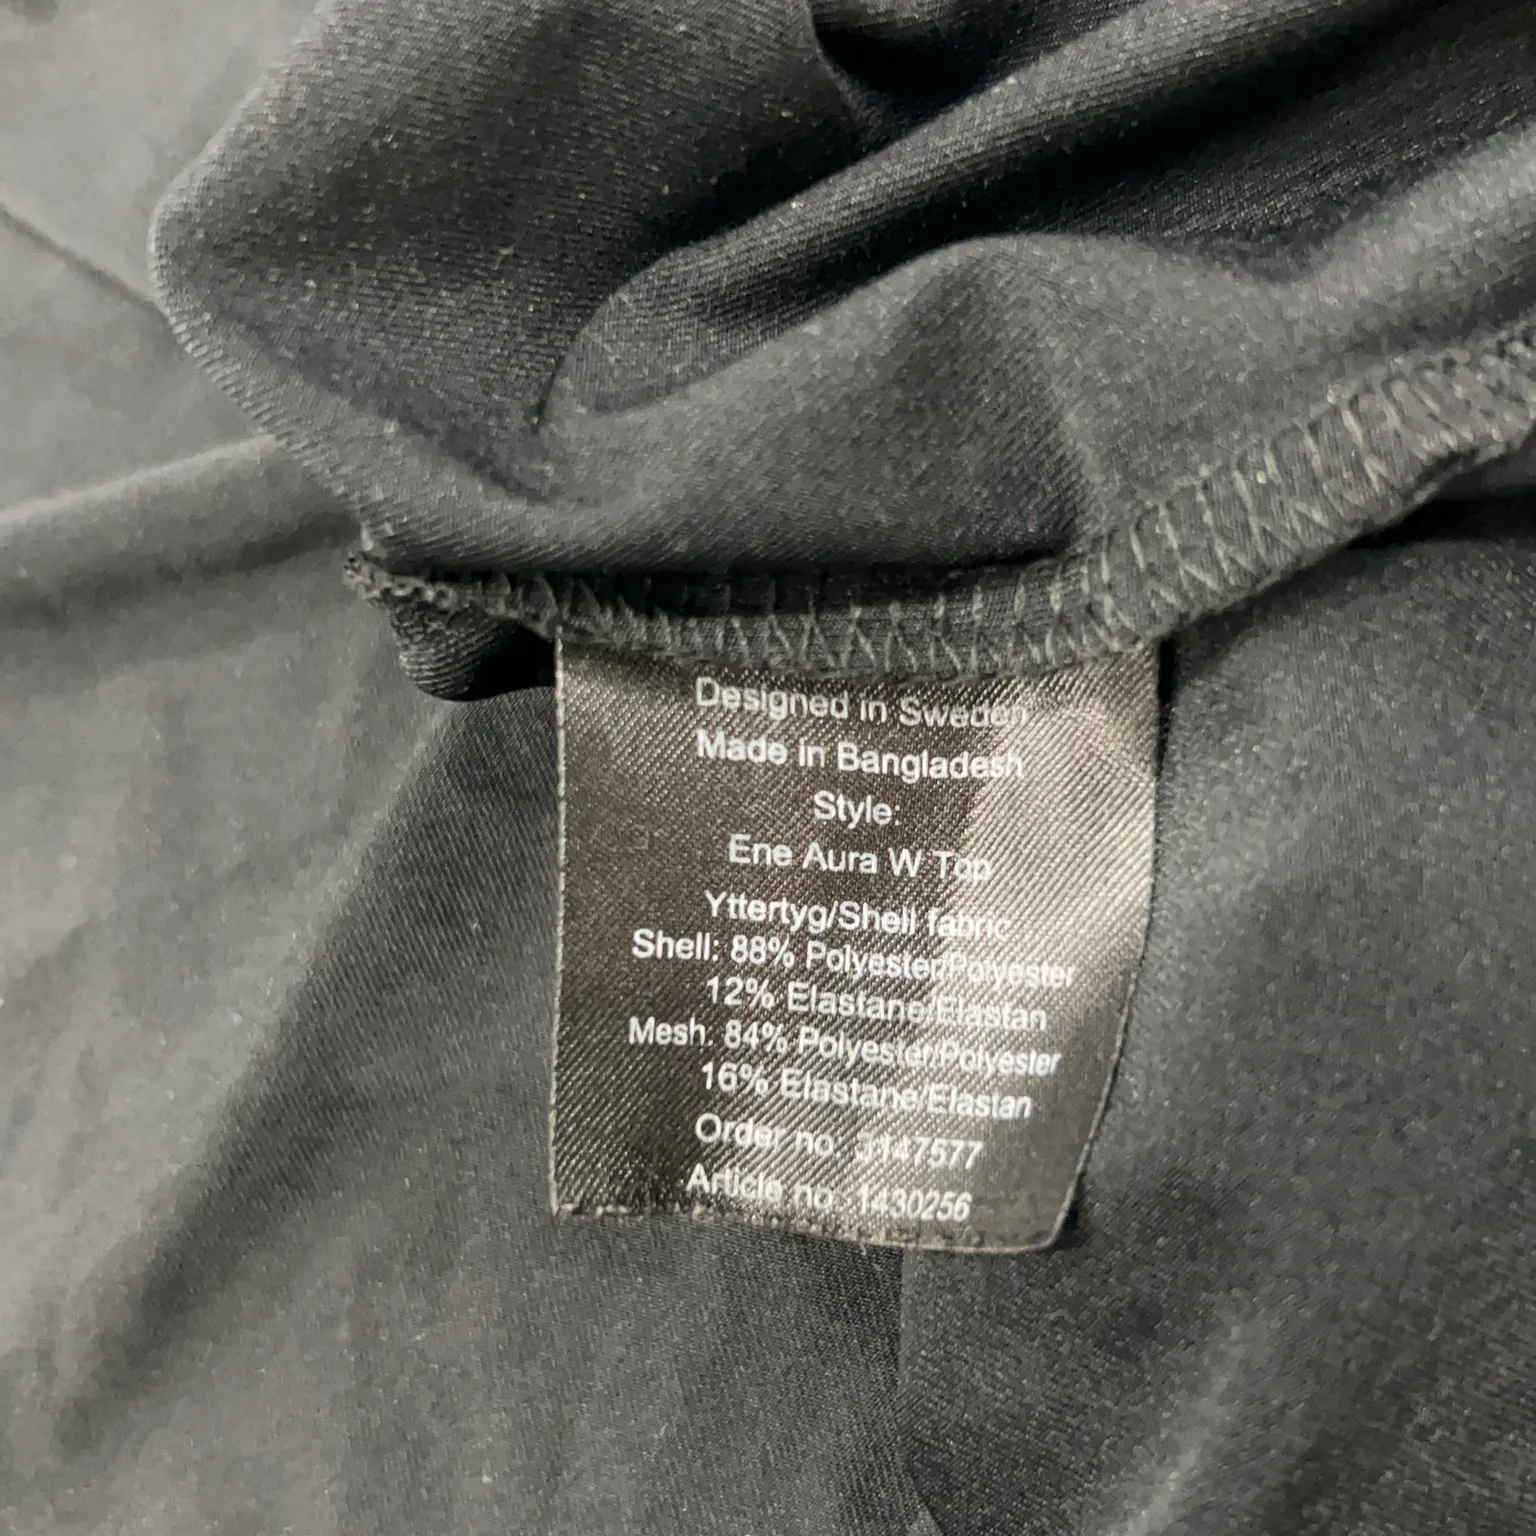 Designed in Sweden
Made in Bangladesh
Style:
Ene Aura W Top
Yttertyg/Shell fabric
Shell: 88% Polyester/Polyester
12% Elastane/Elastan
Mesh: 84% Polyester/Polyester
16% Elastane/Elastan
Order no: 3147577
Article no: 1430256